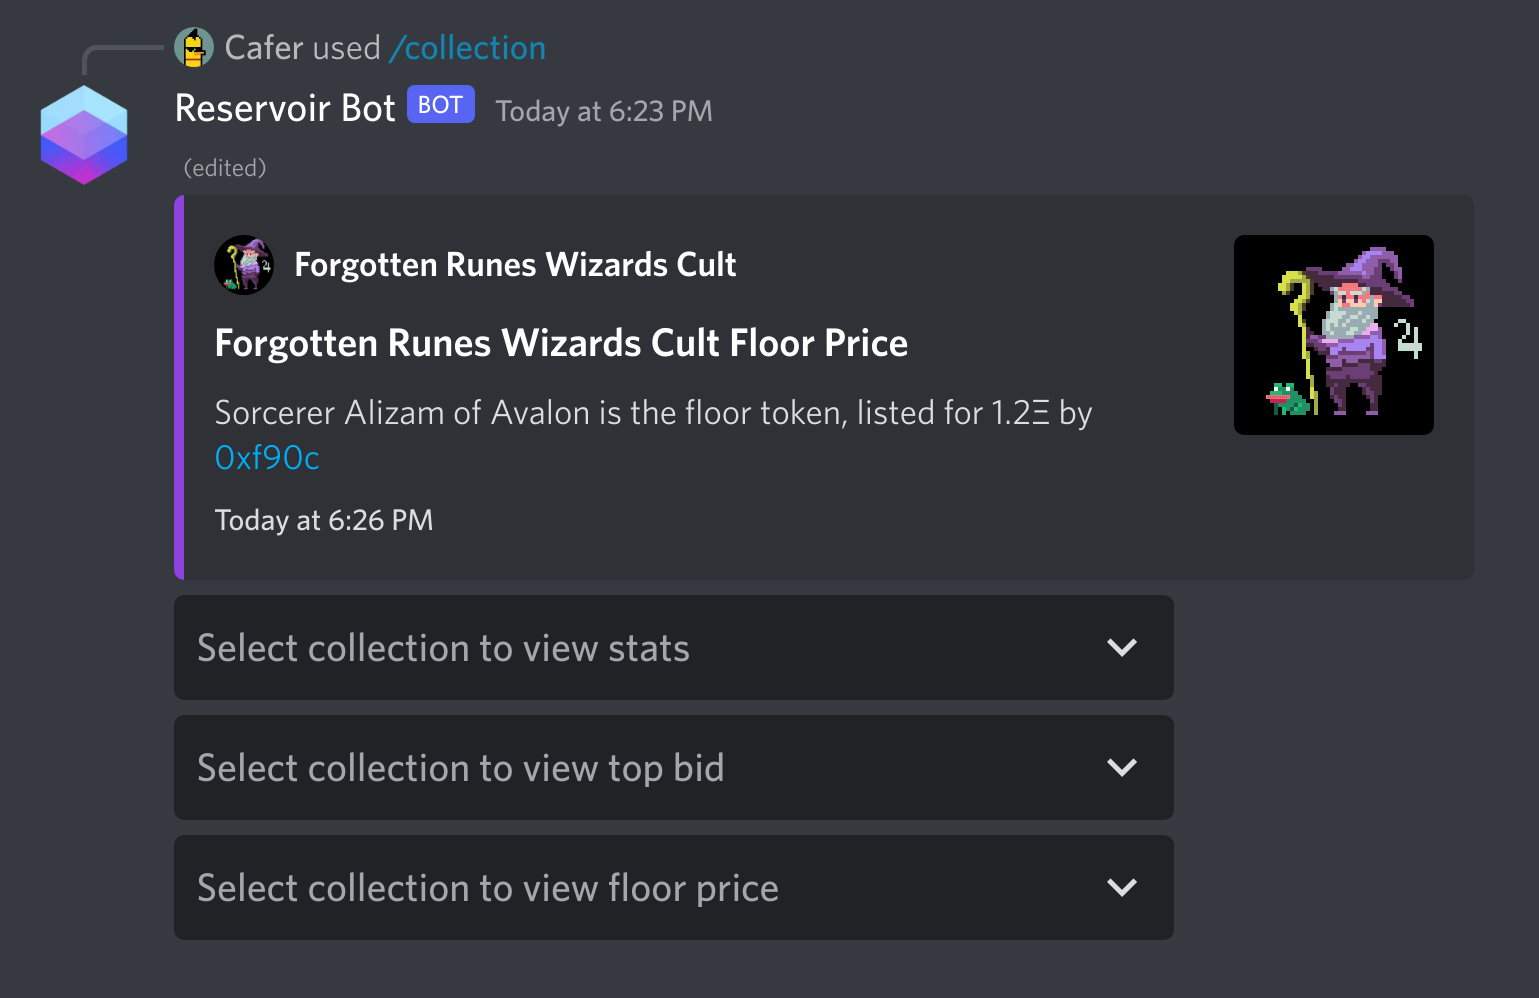 Cafer used /collection
Reservoir Bot BOT Today at 6:23 PM
(edited)
Forgotten Runes Wizards Cult
Forgotten Runes Wizards Cult Floor Price
Sorcerer Alizam of Avalon is the floor token, listed for 1.2Ξ by
0xf90c
Today at 6:26 PM
Select collection to view stats
Select collection to view top bid
Select collection to view floor price